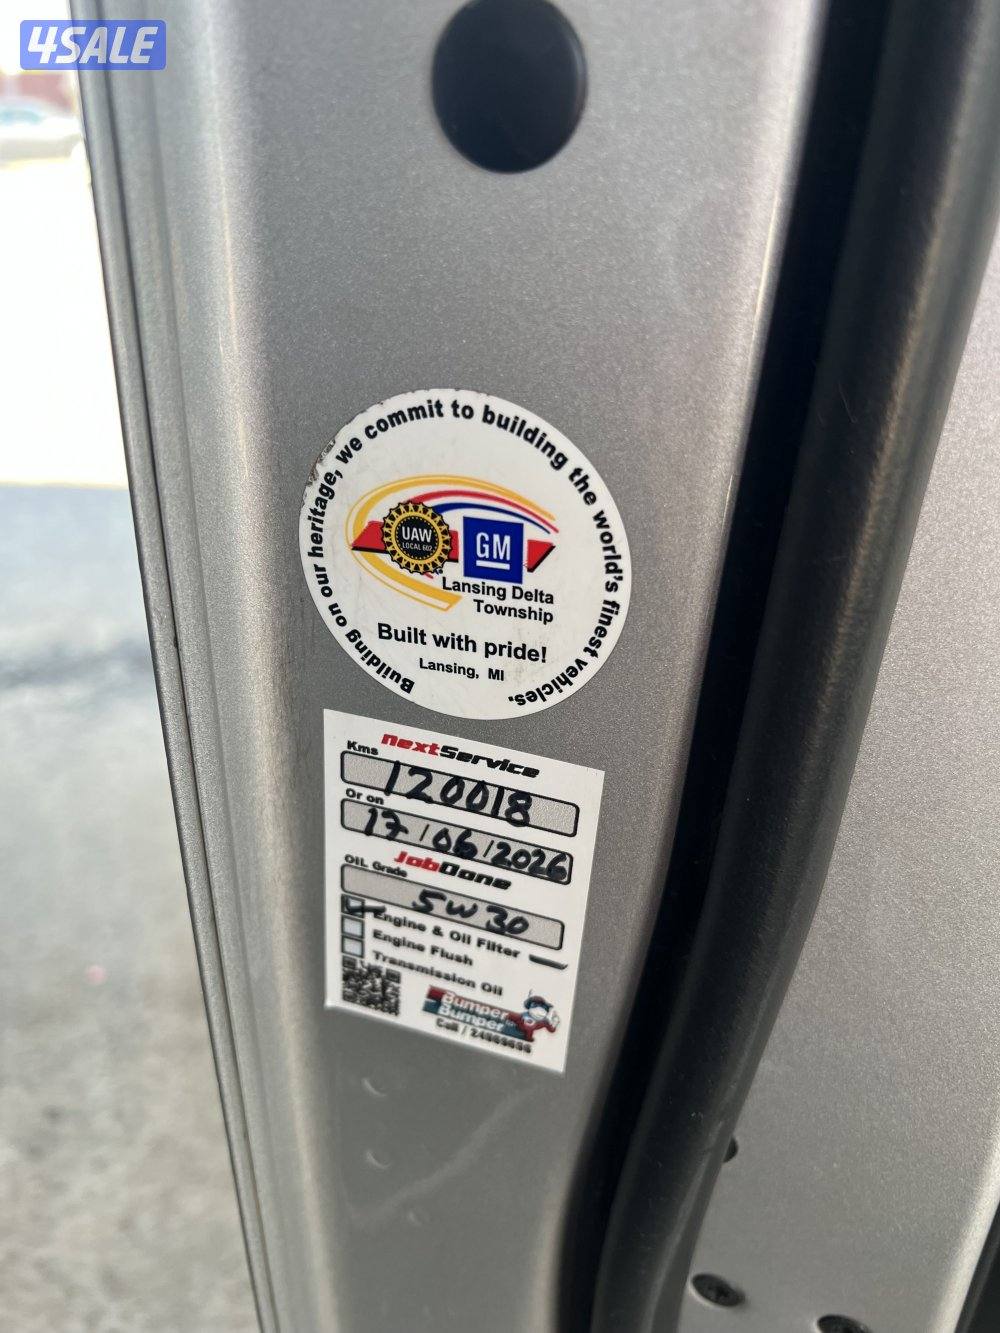 4SALE
Building on our heritage, we commit to building the world's finest vehicles.
UAW
LOCAL 602
GM
Lansing Delta
Township
Built with pride!
Lansing, MI
nextService
Kms
120018
Or on
17/06/2026
JobDone
OIL Grade
5W30
Engine & Oil Filter
Engine Flush
Transmission Oil
Bumper
Bumper
Call /